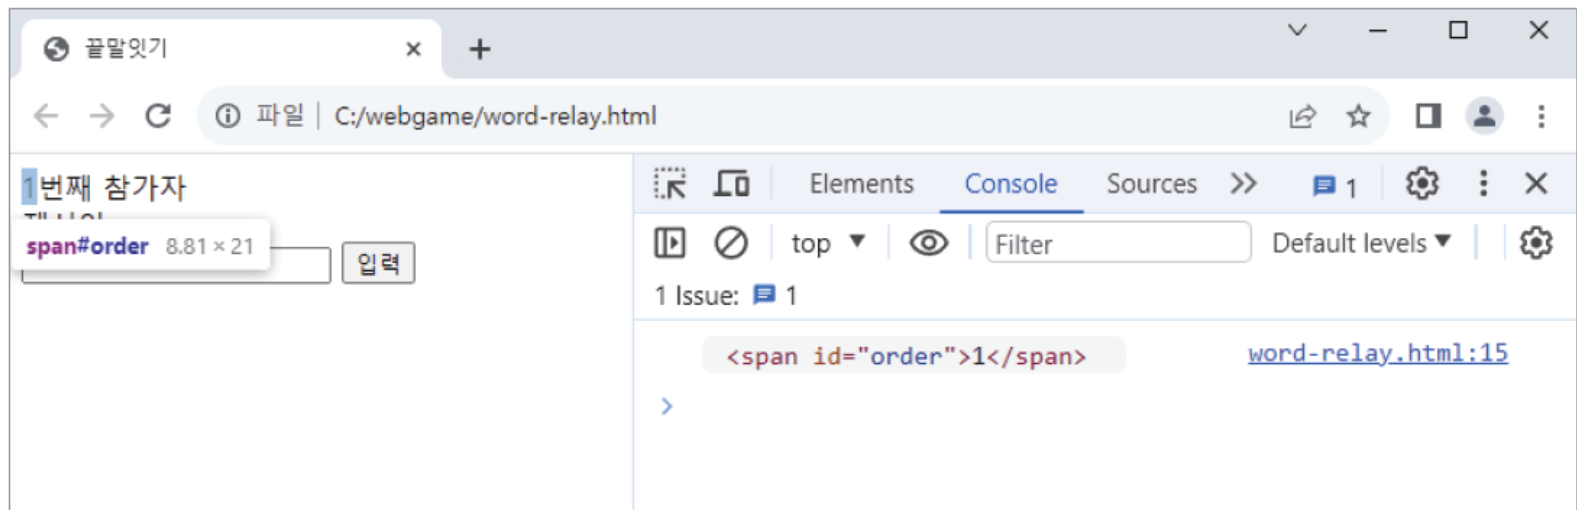 끝말잇기
파일 C:/webgame/word-relay.html
1번째 참가자
span#order 8.81 × 21
입력
Elements Console Sources 1
top Filter Default levels
1 Issue: 1
<span id="order">1</span> word-relay.html:15